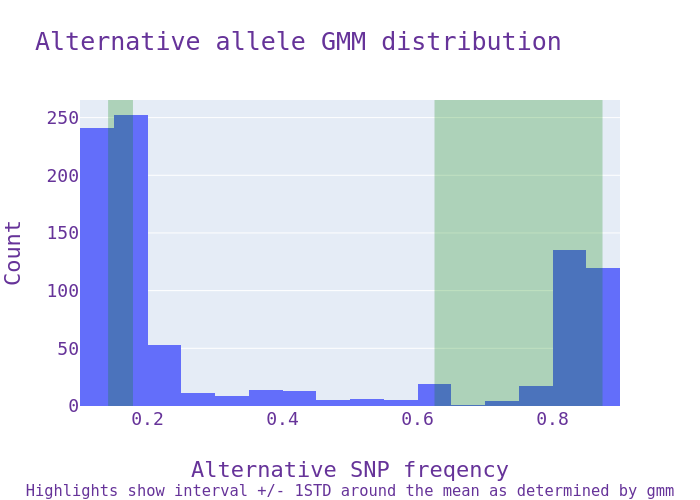 Alternative allele GMM distribution
250
200
150
100
50
0
Count
0.2 0.4 0.6 0.8
Alternative SNP freqency
Highlights show interval +/- 1STD around the mean as determined by gmm